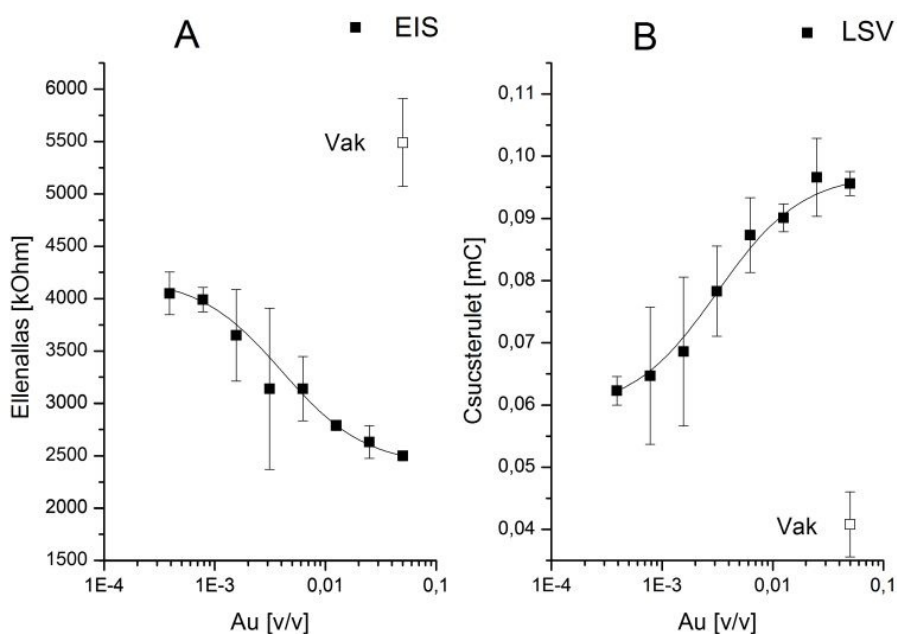 A
EIS
Ellenallas [kOhm]
6000
5500
5000
4500
4000
3500
3000
2500
2000
1500
Vak
1E-4
1E-3
0,01
0,1
Au [v/v]
B
LSV
Csucsterulet [mC]
0,11
0,10
0,09
0,08
0,07
0,06
0,05
0,04
Vak
1E-4
1E-3
0,01
0,1
Au [v/v]